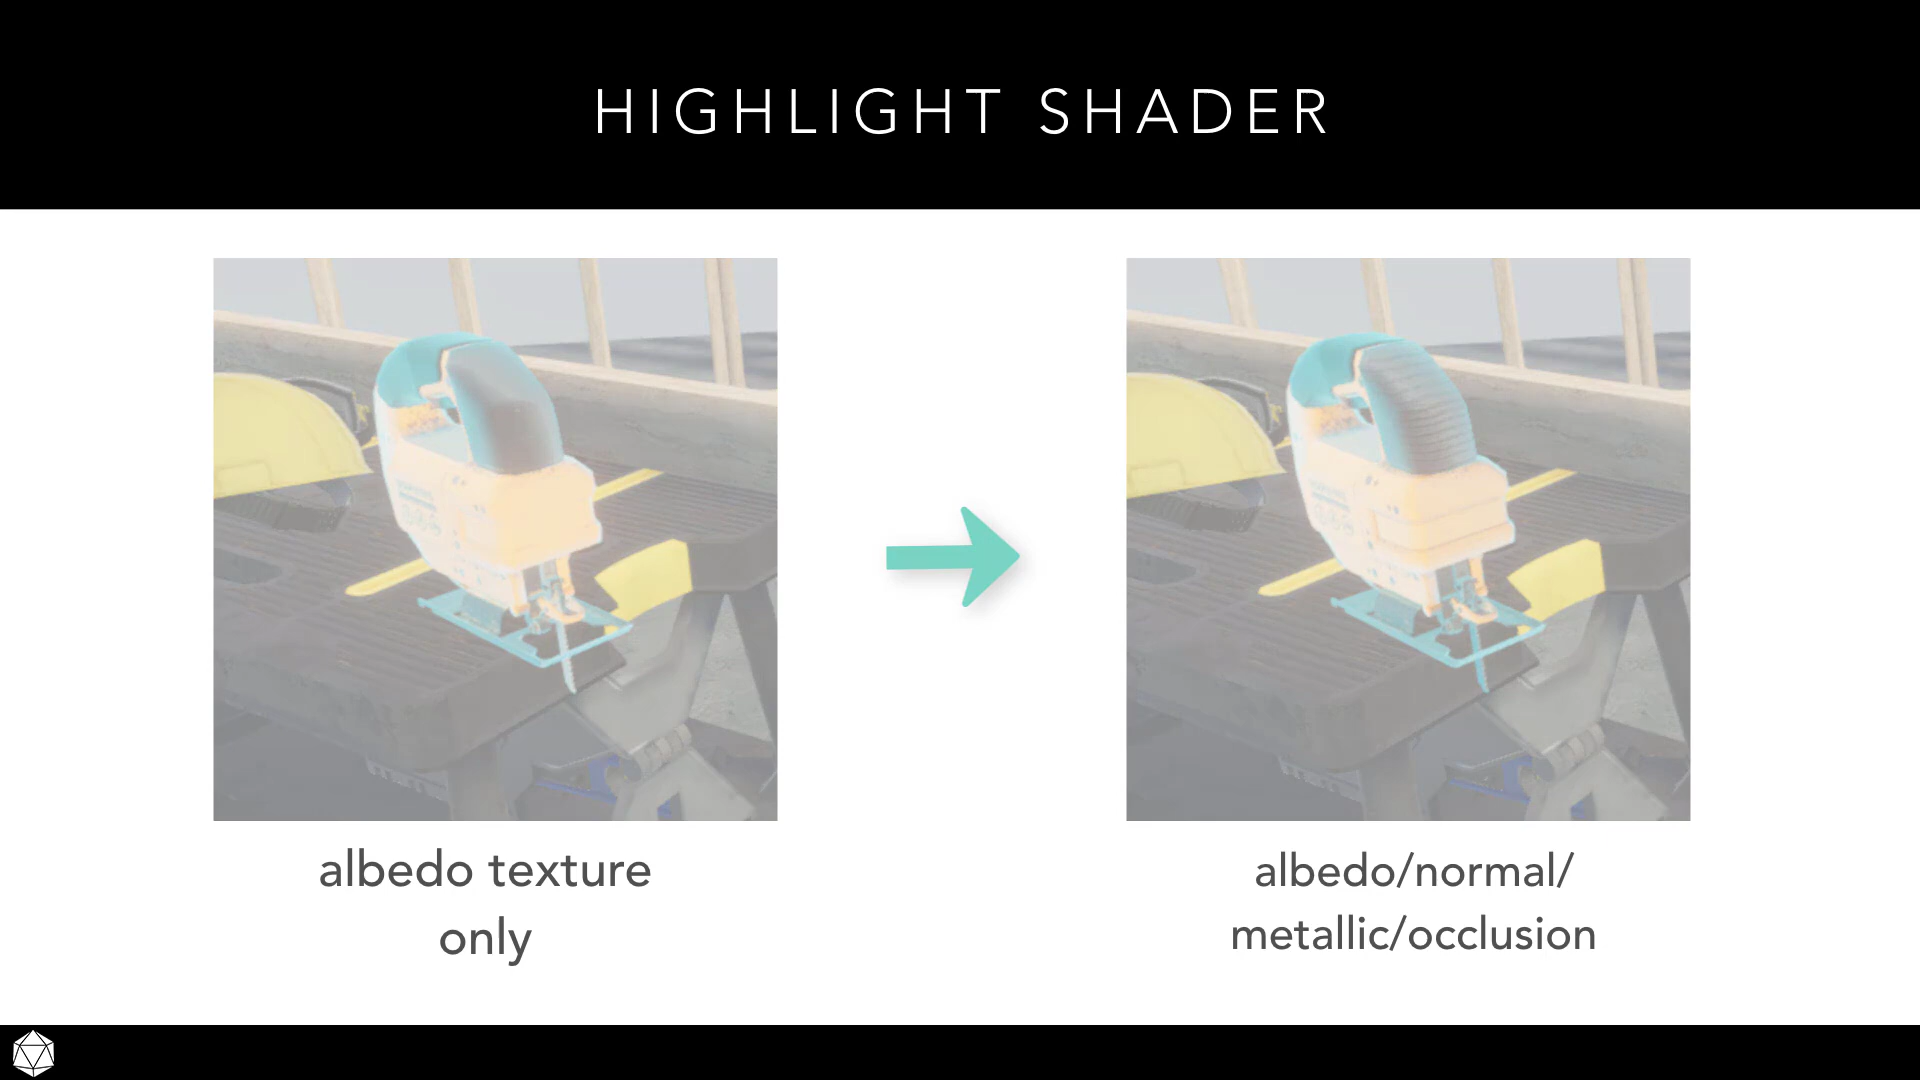 HIGHLIGHT SHADER
albedo texture
only
albedo/normal/
metallic/occlusion